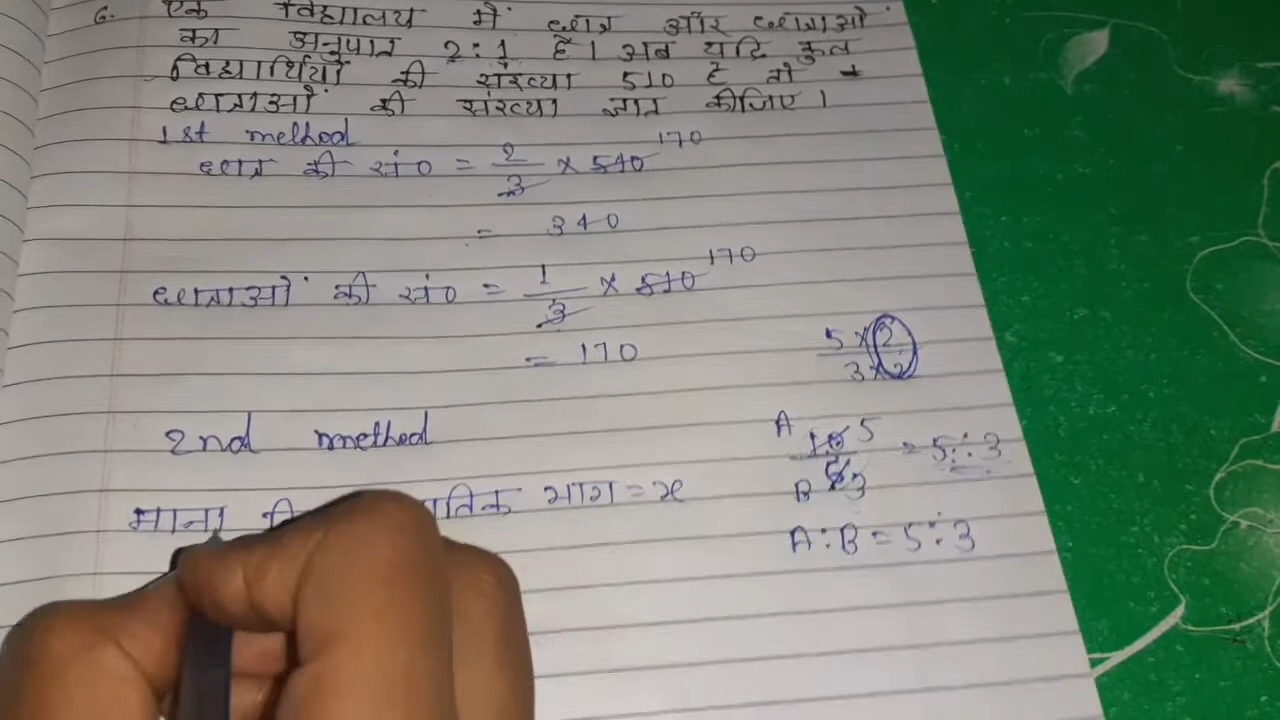 6. एक विद्यालय में छात्र और छात्राओं
का अनुपात 2:1 है। अब यदि कुल
विद्यार्थियों की संख्या 510 है तो
छात्राओं की संख्या ज्ञात कीजिए।
1st method
छात्र की सं० = 2/3 × 510 170
= 340
छात्राओं की सं० = 1/3 × 510 170
= 170
5×2
3×2
2nd method
A 10 5 = 5:3
B 6 3
माना भाग = x
A:B = 5:3